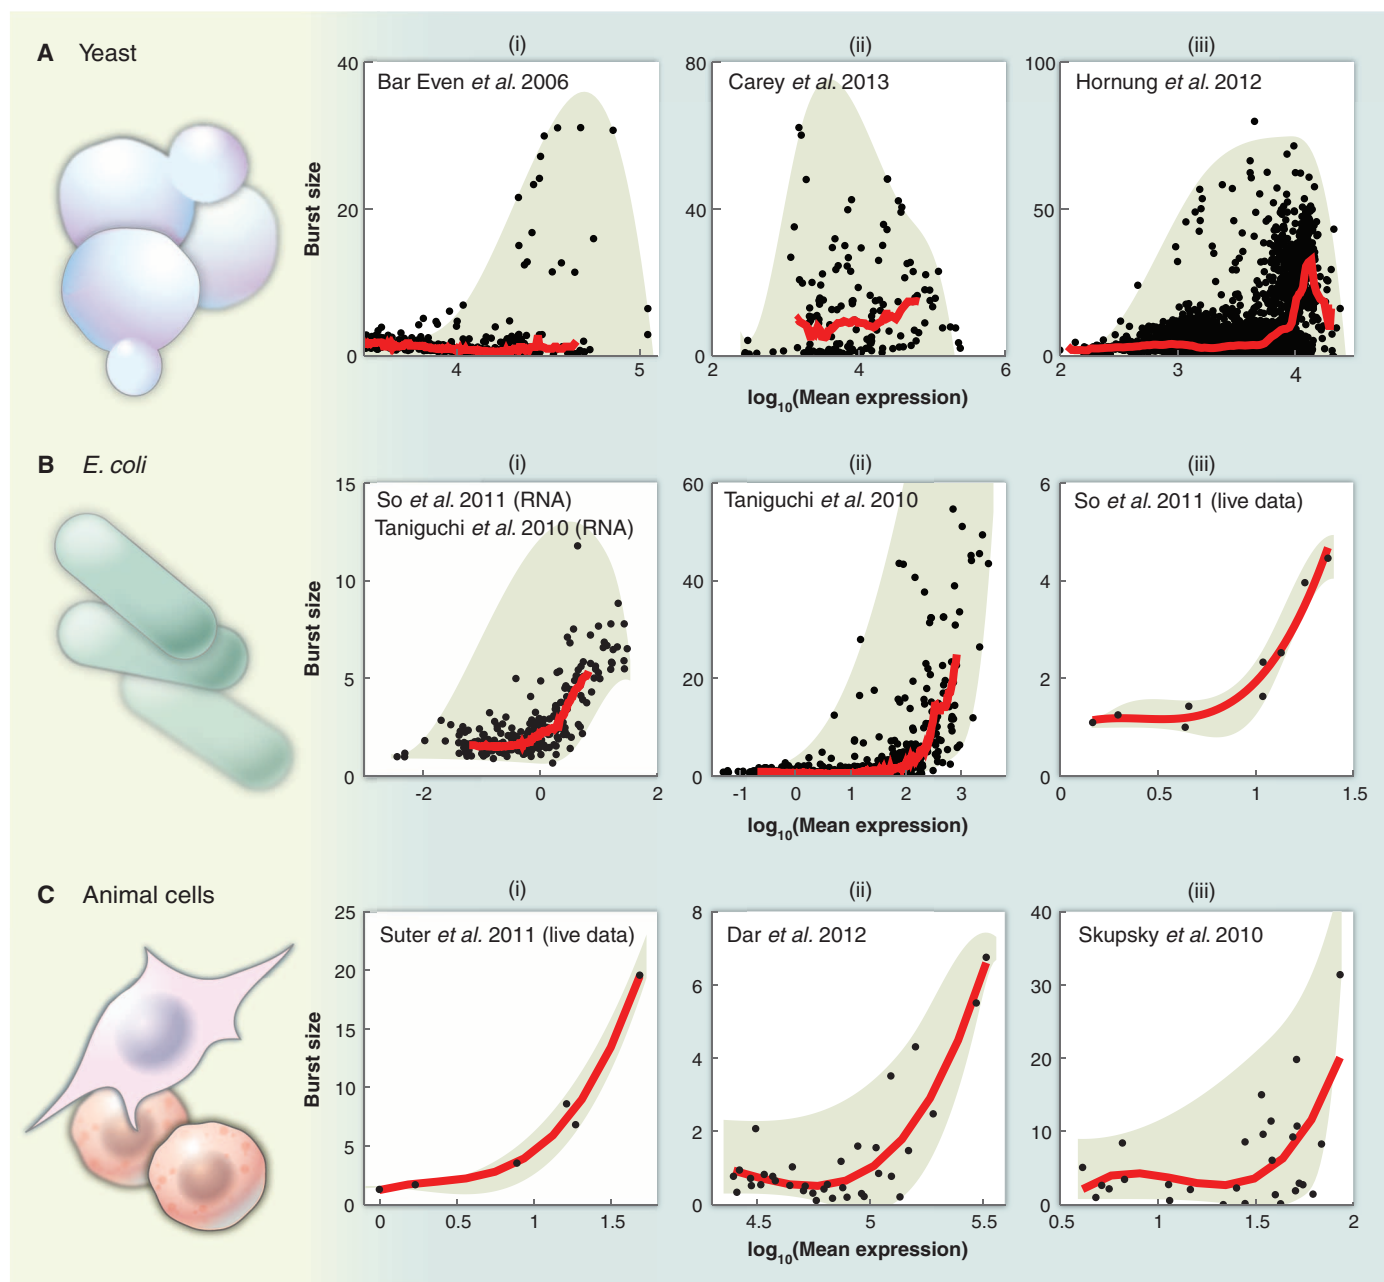 A Yeast
(i)
(ii)
(iii)
Bar Even et al. 2006
Carey et al. 2013
Hornung et al. 2012
Burst size
40
20
0
4
5
80
40
0
2
4
6
100
50
0
2
3
4
log10(Mean expression)
B E. coli
(i)
(ii)
(iii)
So et al. 2011 (RNA)
Taniguchi et al. 2010 (RNA)
Taniguchi et al. 2010
So et al. 2011 (live data)
Burst size
15
10
5
0
-2
0
2
60
40
20
0
-1
0
1
2
3
6
4
2
0
0
0.5
1
1.5
log10(Mean expression)
C Animal cells
(i)
(ii)
(iii)
Suter et al. 2011 (live data)
Dar et al. 2012
Skupsky et al. 2010
Burst size
25
20
15
10
5
0
0
0.5
1
1.5
8
6
4
2
0
4.5
5
5.5
40
30
20
10
0
0.5
1
1.5
2
log10(Mean expression)